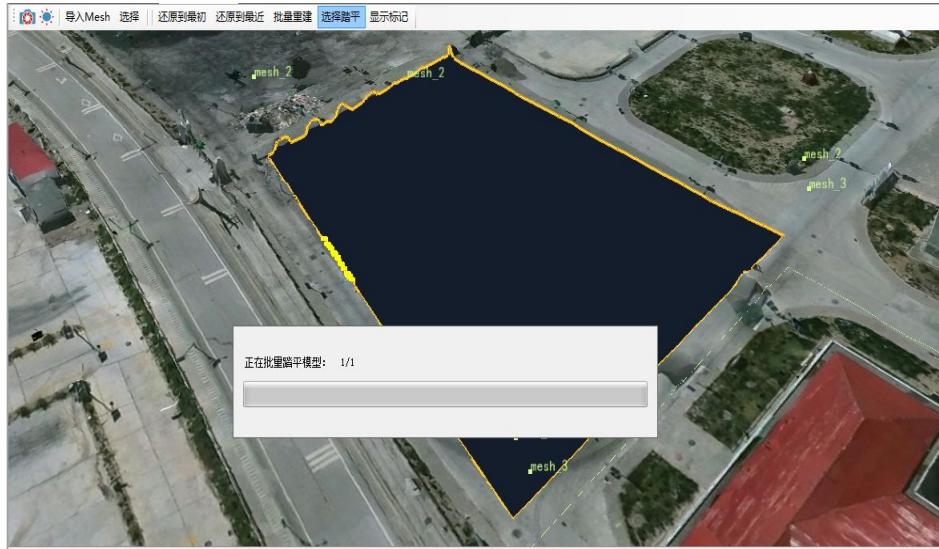 导入Mesh 选择 还原到最初 还原到最近 批量重建 选择踏平 显示标记
mesh_2
mesh_2
mesh_2
mesh_3
正在批里踏平模型： 1/1
mesh_3